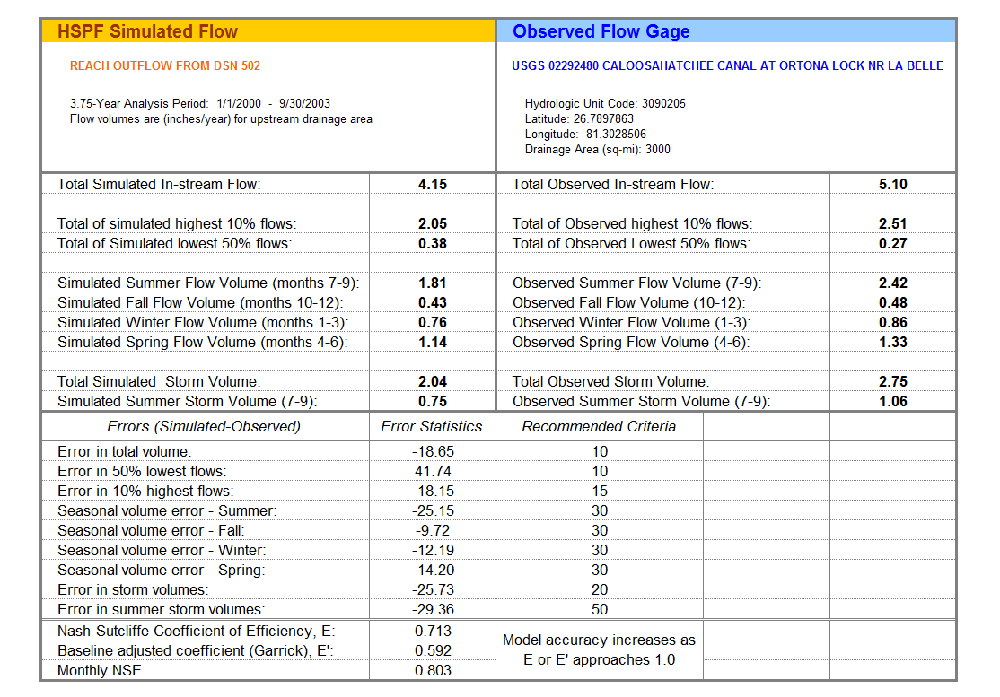 HSPF Simulated Flow Observed Flow Gage
REACH OUTFLOW FROM DSN 502 USGS 02292480 CALOOSAHATCHEE CANAL AT ORTONA LOCK NR LA BELLE
3.75-Year Analysis Period: 1/1/2000 - 9/30/2003 Hydrologic Unit Code: 3090205
Flow volumes are (inches/year) for upstream drainage area Latitude: 26.7897863
Longitude: -81.3028506
Drainage Area (sq-mi): 3000
Total Simulated In-stream Flow: 4.15 Total Observed In-stream Flow: 5.10
Total of simulated highest 10% flows: 2.05 Total of Observed highest 10% flows: 2.51
Total of Simulated lowest 50% flows: 0.38 Total of Observed Lowest 50% flows: 0.27
Simulated Summer Flow Volume (months 7-9): 1.81 Observed Summer Flow Volume (7-9): 2.42
Simulated Fall Flow Volume (months 10-12): 0.43 Observed Fall Flow Volume (10-12): 0.48
Simulated Winter Flow Volume (months 1-3): 0.76 Observed Winter Flow Volume (1-3): 0.86
Simulated Spring Flow Volume (months 4-6): 1.14 Observed Spring Flow Volume (4-6): 1.33
Total Simulated Storm Volume: 2.04 Total Observed Storm Volume: 2.75
Simulated Summer Storm Volume (7-9): 0.75 Observed Summer Storm Volume (7-9): 1.06
Errors (Simulated-Observed) Error Statistics Recommended Criteria
Error in total volume: -18.65 10
Error in 50% lowest flows: 41.74 10
Error in 10% highest flows: -18.15 15
Seasonal volume error - Summer: -25.15 30
Seasonal volume error - Fall: -9.72 30
Seasonal volume error - Winter: -12.19 30
Seasonal volume error - Spring: -14.20 30
Error in storm volumes: -25.73 20
Error in summer storm volumes: -29.36 50
Nash-Sutcliffe Coefficient of Efficiency, E: 0.713 Model accuracy increases as
Baseline adjusted coefficient (Garrick), E': 0.592 E or E' approaches 1.0
Monthly NSE 0.803